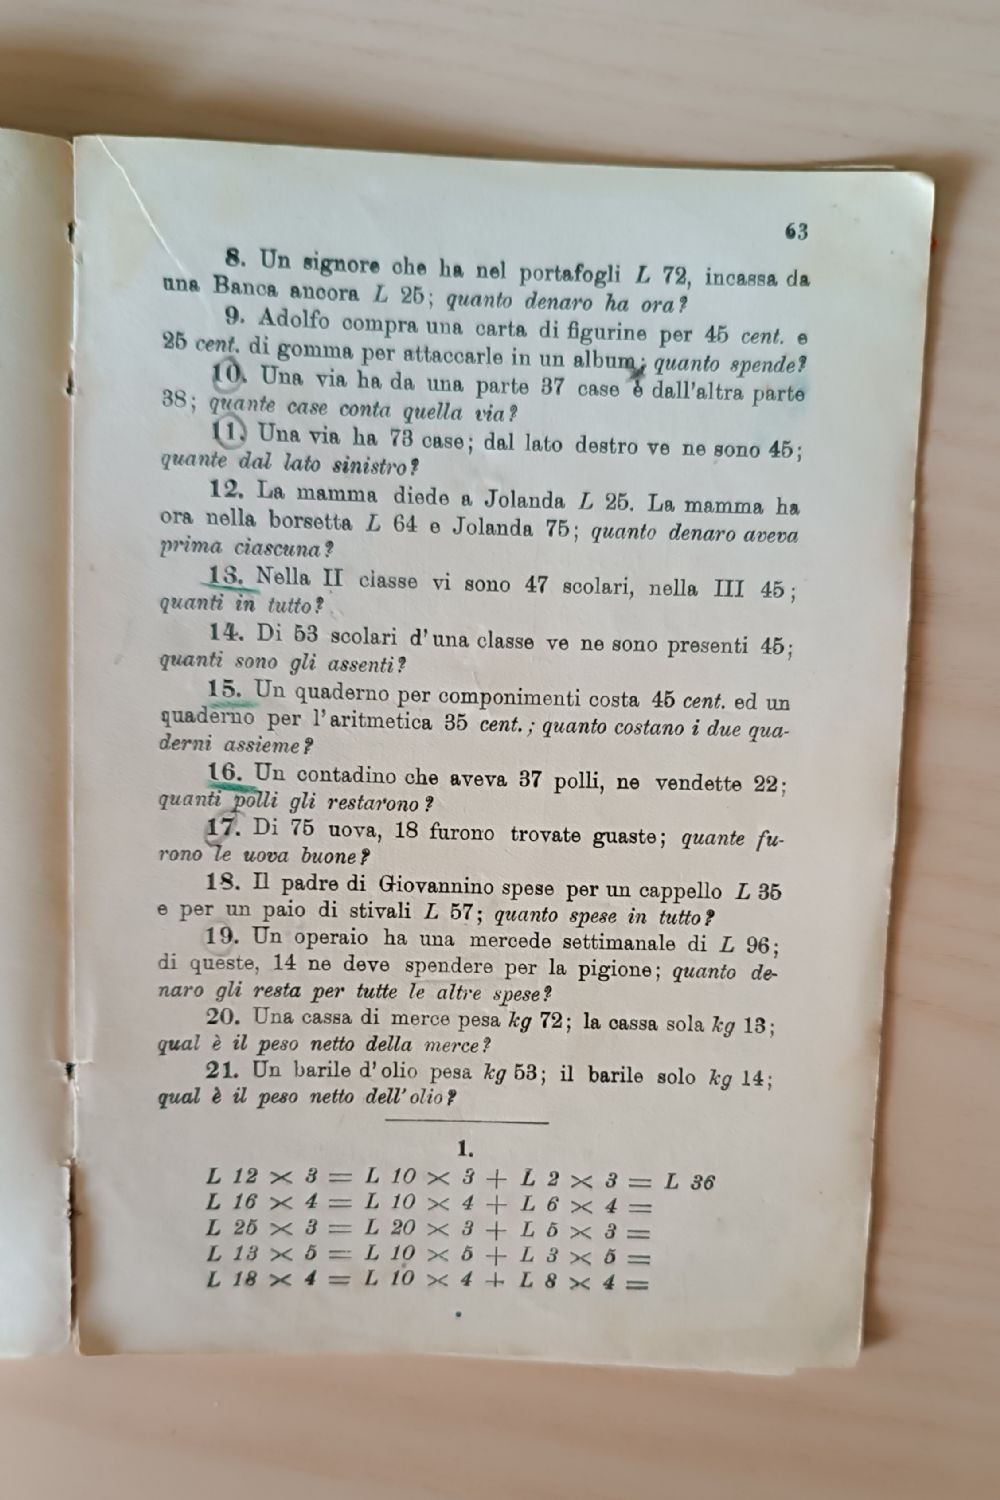 63
8. Un signore che ha nel portafogli L 72, incassa da
una Banca ancora L 25; quanto denaro ha ora?
9. Adolfo compra una carta di figurine per 45 cent. e
25 cent. di gomma per attaccarle in un album; quanto spende?
10. Una via ha da una parte 37 case e dall'altra parte
38; quante case conta quella via?
11. Una via ha 73 case; dal lato destro ve ne sono 45;
quante dal lato sinistro?
12. La mamma diede a Jolanda L 25. La mamma ha
ora nella borsetta L 64 e Jolanda 75; quanto denaro aveva
prima ciascuna?
13. Nella II classe vi sono 47 scolari, nella III 45;
quanti in tutto?
14. Di 53 scolari d'una classe ve ne sono presenti 45;
quanti sono gli assenti?
15. Un quaderno per componimenti costa 45 cent. ed un
quaderno per l'aritmetica 35 cent.; quanto costano i due qua-
derni assieme?
16. Un contadino che aveva 37 polli, ne vendette 22;
quanti polli gli restarono?
17. Di 75 uova, 18 furono trovate guaste; quante fu-
rono le uova buone?
18. Il padre di Giovannino spese per un cappello L 35
e per un paio di stivali L 57; quanto spese in tutto?
19. Un operaio ha una mercede settimanale di L 96;
di queste, 14 ne deve spendere per la pigione; quanto de-
naro gli resta per tutte le altre spese?
20. Una cassa di merce pesa kg 72; la cassa sola kg 13;
qual è il peso netto della merce?
21. Un barile d'olio pesa kg 53; il barile solo kg 14;
qual è il peso netto dell'olio?
1.
L 12 × 3 = L 10 × 3 + L 2 × 3 = L 36
L 16 × 4 = L 10 × 4 + L 6 × 4 =
L 25 × 3 = L 20 × 3 + L 5 × 3 =
L 13 × 5 = L 10 × 5 + L 3 × 5 =
L 18 × 4 = L 10 × 4 + L 8 × 4 =